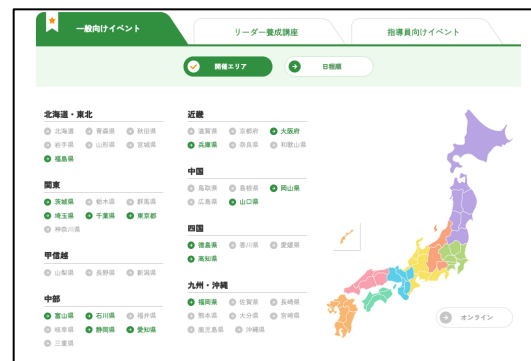 一般向けイベント
リーダー養成講座
指導員向けイベント
開催エリア
日程順
北海道・東北
北海道 青森県 秋田県
岩手県 山形県 宮城県
福島県
関東
茨城県 栃木県 群馬県
埼玉県 千葉県 東京都
神奈川県
甲信越
山梨県 長野県 新潟県
中部
富山県 石川県 福井県
岐阜県 静岡県 愛知県
三重県
近畿
滋賀県 京都府 大阪府
兵庫県 奈良県 和歌山県
中国
鳥取県 島根県 岡山県
広島県 山口県
四国
徳島県 香川県 愛媛県
高知県
九州・沖縄
福岡県 佐賀県 長崎県
熊本県 大分県 宮崎県
鹿児島県 沖縄県
オンライン